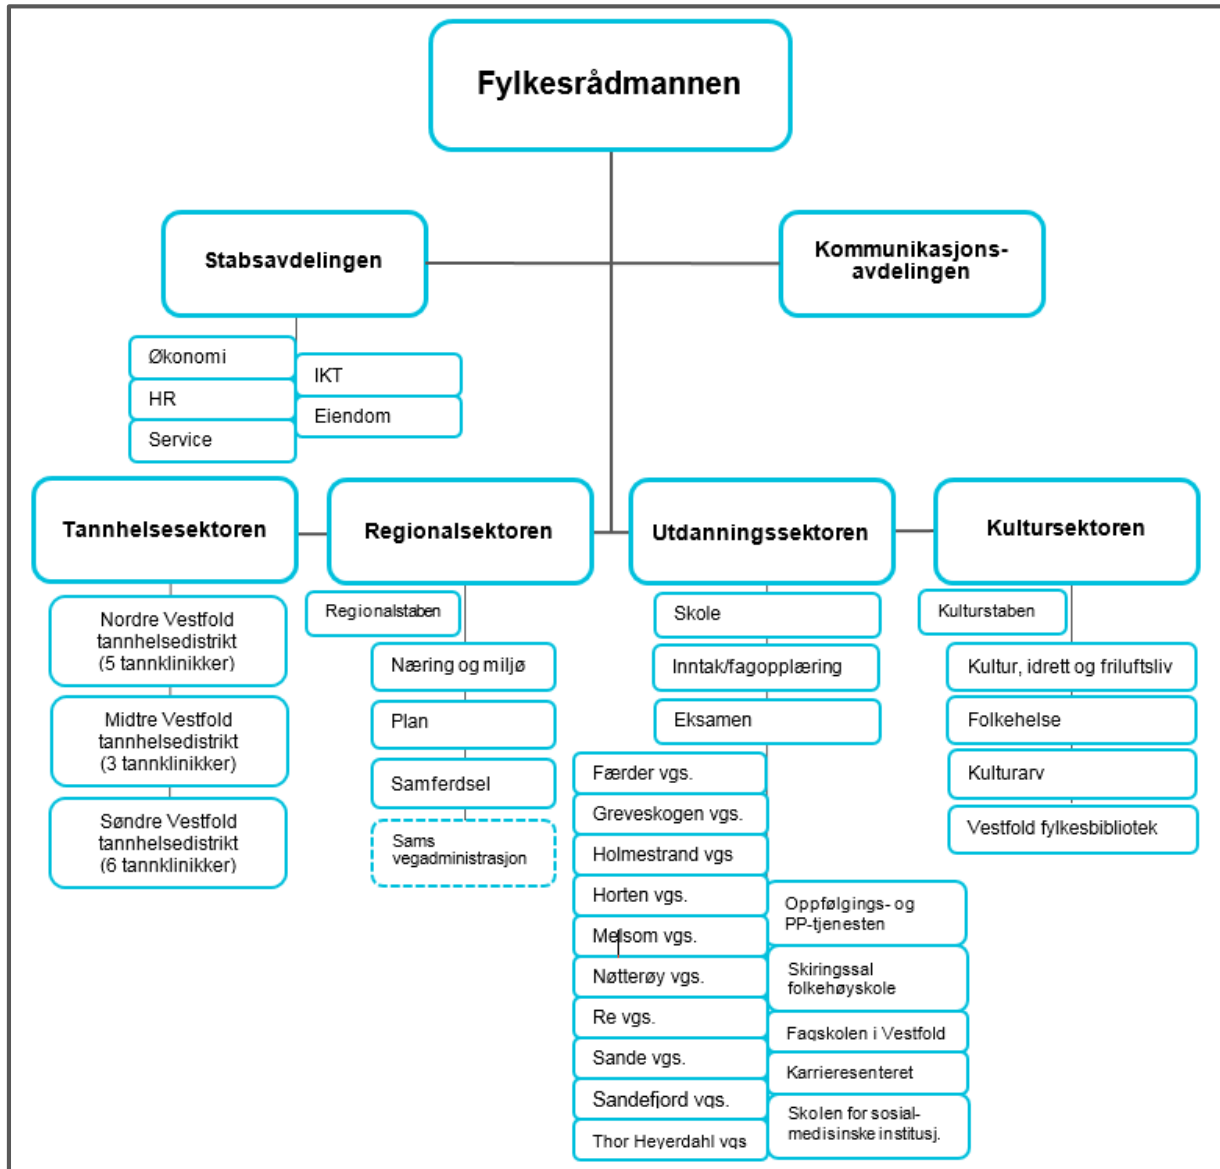 Fylkesrådmannen
Stabsavdelingen
Kommunikasjons-
avdelingen
Økonomi
HR
Service
IKT
Eiendom
Tannhelsesektoren
Nordre Vestfold
tannhelsedistrikt
(5 tannklinikker)
Midtre Vestfold
tannhelsedistrikt
(3 tannklinikker)
Søndre Vestfold
tannhelsedistrikt
(6 tannklinikker)
Regionalsektoren
Regionalstaben
Næring og miljø
Plan
Samferdsel
Sams
vegadministrasjon
Utdanningssektoren
Skole
Inntak/fagopplæring
Eksamen
Færder vgs.
Greveskogen vgs.
Holmestrand vgs
Horten vgs.
Melsom vgs.
Nøtterøy vgs.
Re vgs.
Sande vgs.
Sandefjord vgs.
Thor Heyerdahl vgs
Oppfølgings- og
PP-tjenesten
Skiringssal
folkehøyskole
Fagskolen i Vestfold
Karrieresenteret
Skolen for sosial-
medisinske institusj.
Kultursektoren
Kulturstaben
Kultur, idrett og friluftsliv
Folkehelse
Kulturarv
Vestfold fylkesbibliotek